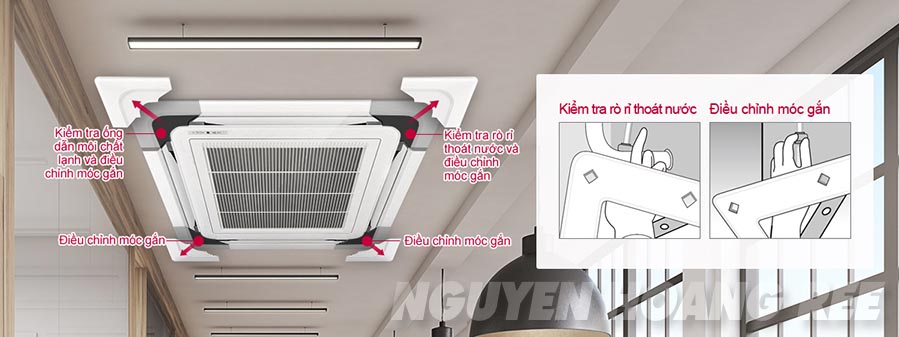 Kiểm tra ống
dẫn môi chất
lạnh và điều
chỉnh móc gắn
Kiểm tra rò rỉ
thoát nước và
điều chỉnh
móc gắn
Điều chỉnh móc gắn
Điều chỉnh móc gắn
Kiểm tra rò rỉ thoát nước
Điều chỉnh móc gắn
NGUYEN HOANG REE